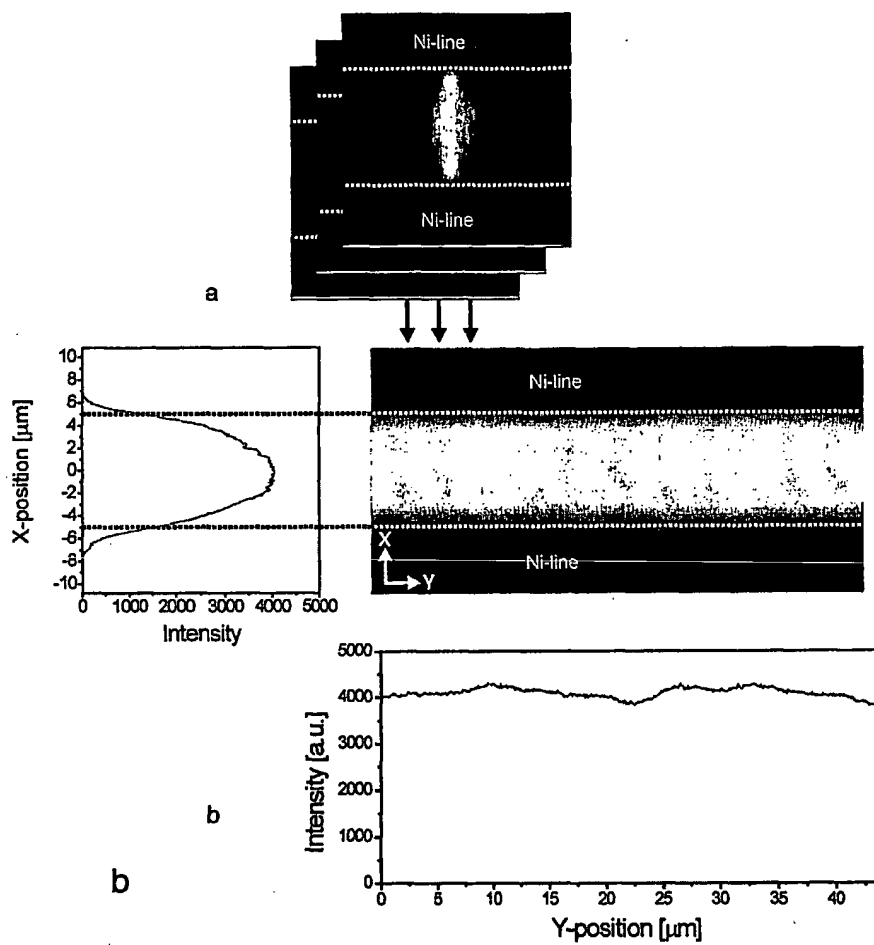 Ni-line
Ni-line
a
10
8
6
4
2
0
-2
-4
-6
-8
-10
X-position [µm]
0 1000 2000 3000 4000 5000
Intensity
Ni-line
X
Y
Ni-line
5000
4000
3000
2000
1000
0
Intensity [a.u.]
b
b
0 5 10 15 20 25 30 35 40
Y-position [µm]